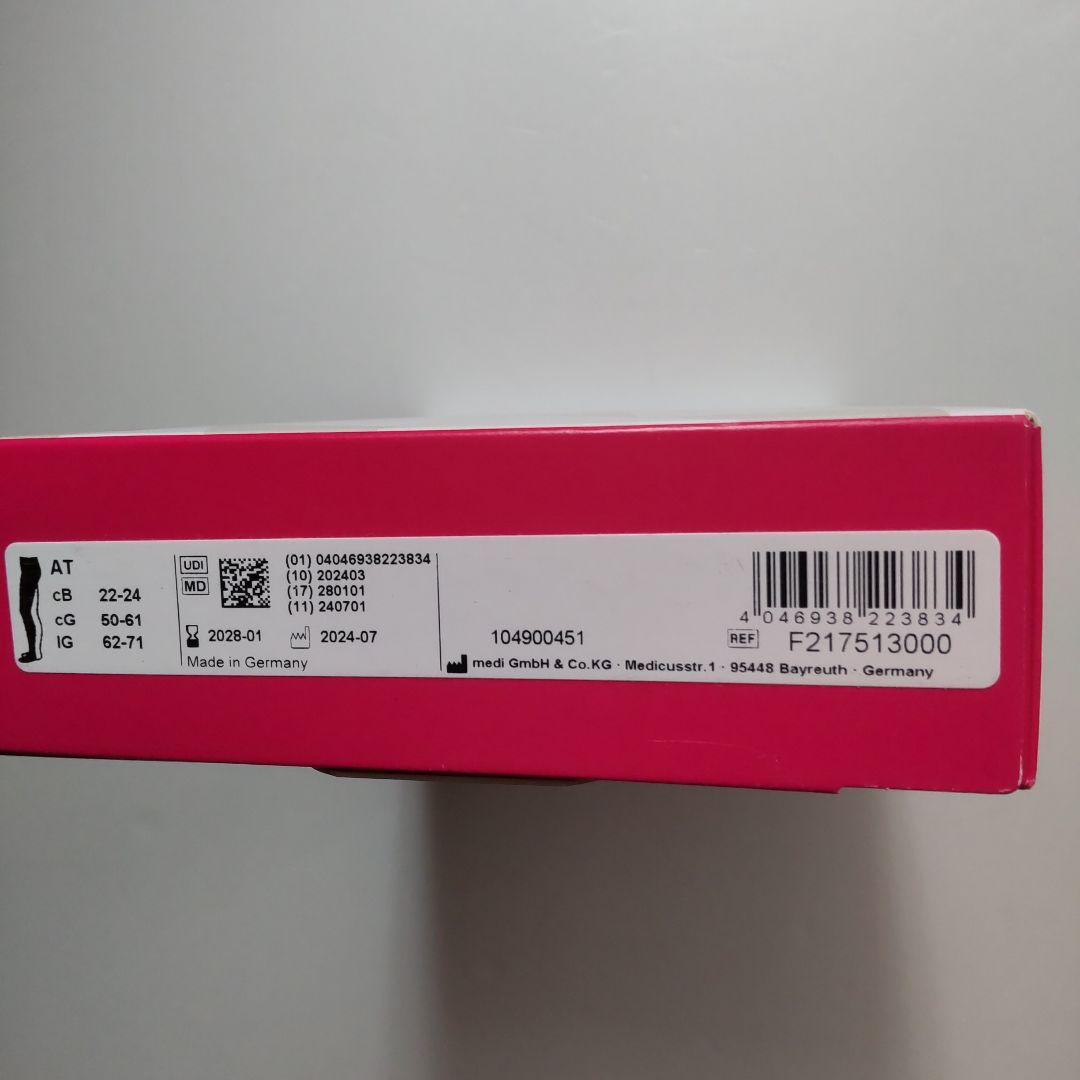 AT
cB 22-24
cG 50-61
lG 62-71
UDI
MD
(01) 04046938223834
(10) 202403
(17) 280101
(11) 240701
2028-01 2024-07
Made in Germany
104900451
medi GmbH & Co.KG · Medicusstr.1 · 95448 Bayreuth · Germany
4 046938 223834
REF F217513000